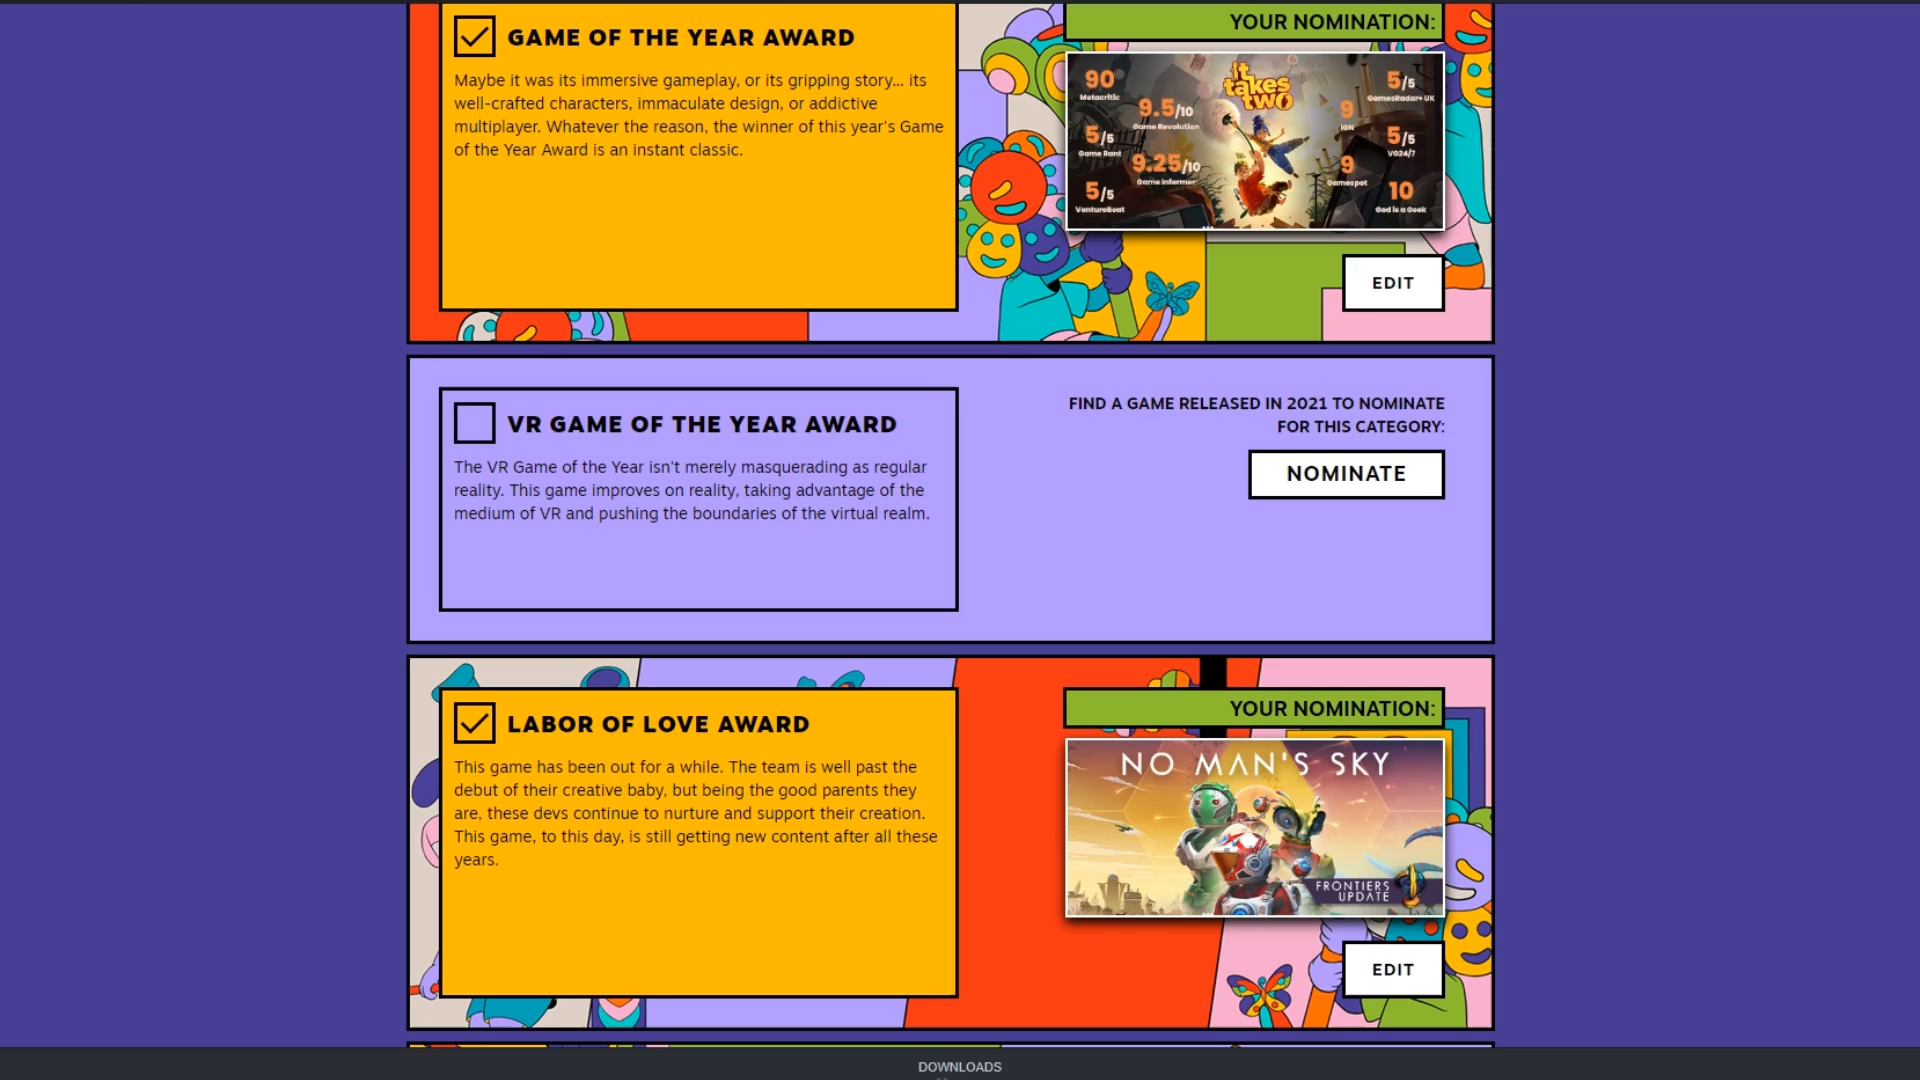 GAME OF THE YEAR AWARD
Maybe it was its immersive gameplay, or its gripping story... its
well-crafted characters, immaculate design, or addictive
multiplayer. Whatever the reason, the winner of this year's Game
of the Year Award is an instant classic.
YOUR NOMINATION:
it
takes
two
90
Metacritic
9.5/10
Game Revolution
5/5
Game Rant
9.25/10
Game Informer
5/5
VentureBeat
5/5
GamesRadar+ UK
9
IGN
5/5
VG24/7
9
Gamespot
10
God is a Geek
EDIT
VR GAME OF THE YEAR AWARD
The VR Game of the Year isn't merely masquerading as regular
reality. This game improves on reality, taking advantage of the
medium of VR and pushing the boundaries of the virtual realm.
FIND A GAME RELEASED IN 2021 TO NOMINATE
FOR THIS CATEGORY:
NOMINATE
LABOR OF LOVE AWARD
This game has been out for a while. The team is well past the
debut of their creative baby, but being the good parents they
are, these devs continue to nurture and support their creation.
This game, to this day, is still getting new content after all these
years.
YOUR NOMINATION:
NO MAN'S SKY
FRONTIERS
UPDATE
EDIT
DOWNLOADS